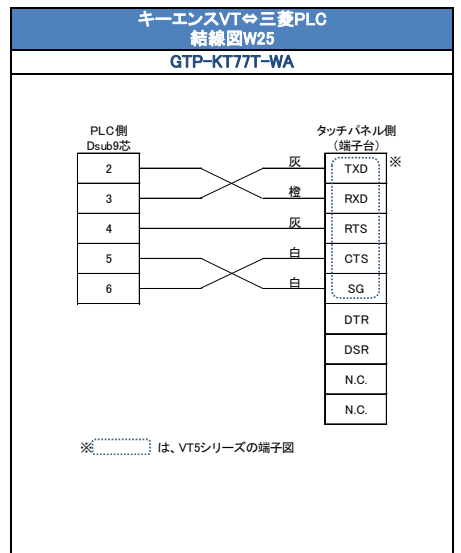 キーエンスVT⇔三菱PLC
結線図W25
GTP-KT77T-WA
PLC側
Dsub9芯
タッチパネル側
(端子台)
2 灰 TXD ※
3 橙 RXD
4 灰 RTS
5 白 CTS
6 白 SG
DTR
DSR
N.C.
N.C.
※ は、VT5シリーズの端子図